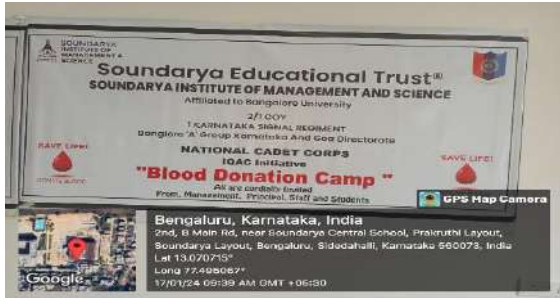 SOUNDARYA
INSTITUTE OF
MANAGEMENT &
SCIENCE
Soundarya Educational Trust®
SOUNDARYA INSTITUTE OF MANAGEMENT AND SCIENCE
Affiliated to Bangalore University
2/1 COY
1 KARNATAKA SIGNAL REGIMENT
Banglore 'A' Group Karnataka And Goa Directorate
NATIONAL CADET CORPS
IQAC Initiative
"Blood Donation Camp "
All are cordially invited
From, Management, Principal, Staff and Students
SAVE LIFE!
SAVE LIFE!
GPS Map Camera
Bengaluru, Karnataka, India
2nd, B Main Rd, near Soundarya Central School, Prakruthi Layout,
Soundarya Layout, Bengaluru, Sidedahalli, Karnataka 560073, India
Lat 13.070715°
Long 77.495067°
17/01/24 09:39 AM GMT +05:30
Google